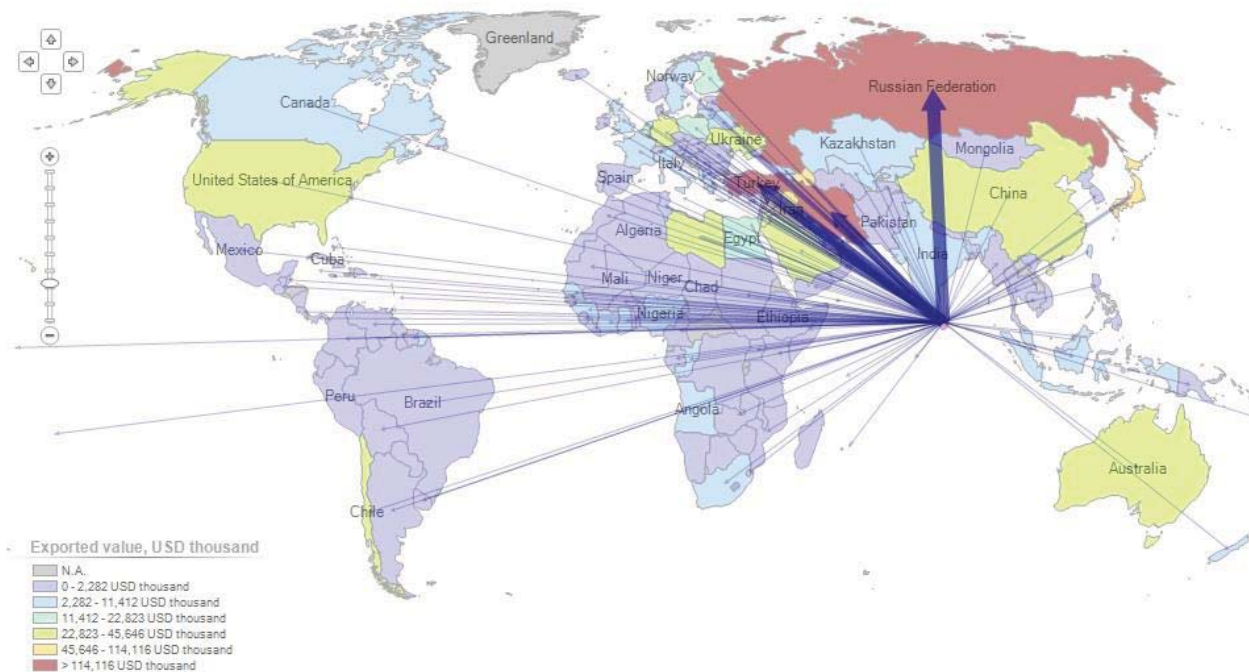 Greenland
Norway
Russian Federation
Canada
Ukraine
Kazakhstan
Mongolia
Italy
United States of America
Spain
Turkey
China
Iran
Pakistan
Algeria
Egypt
India
Mexico
Cuba
Mali
Niger
Chad
Nigeria
Ethiopia
Peru
Brazil
Angola
Australia
Chile
Exported value, USD thousand
N.A.
0 - 2,282 USD thousand
2,282 - 11,412 USD thousand
11,412 - 22,823 USD thousand
22,823 - 45,646 USD thousand
45,646 - 114,116 USD thousand
> 114,116 USD thousand